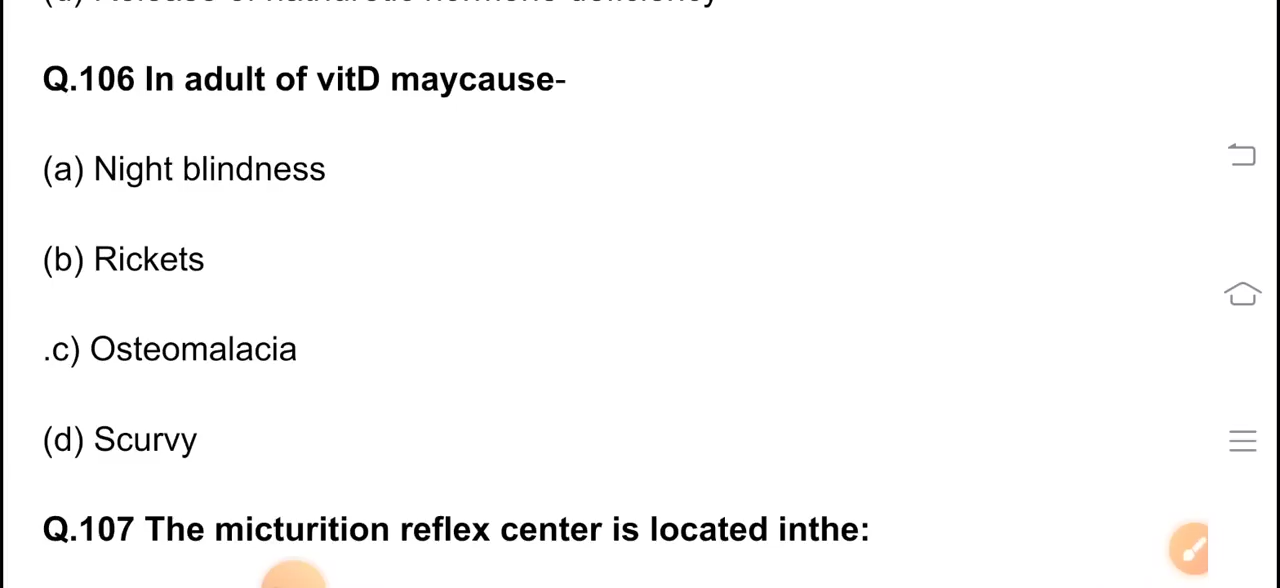 Q.106 In adult of vitD maycause-
(a) Night blindness
(b) Rickets
.c) Osteomalacia
(d) Scurvy
Q.107 The micturition reflex center is located inthe: